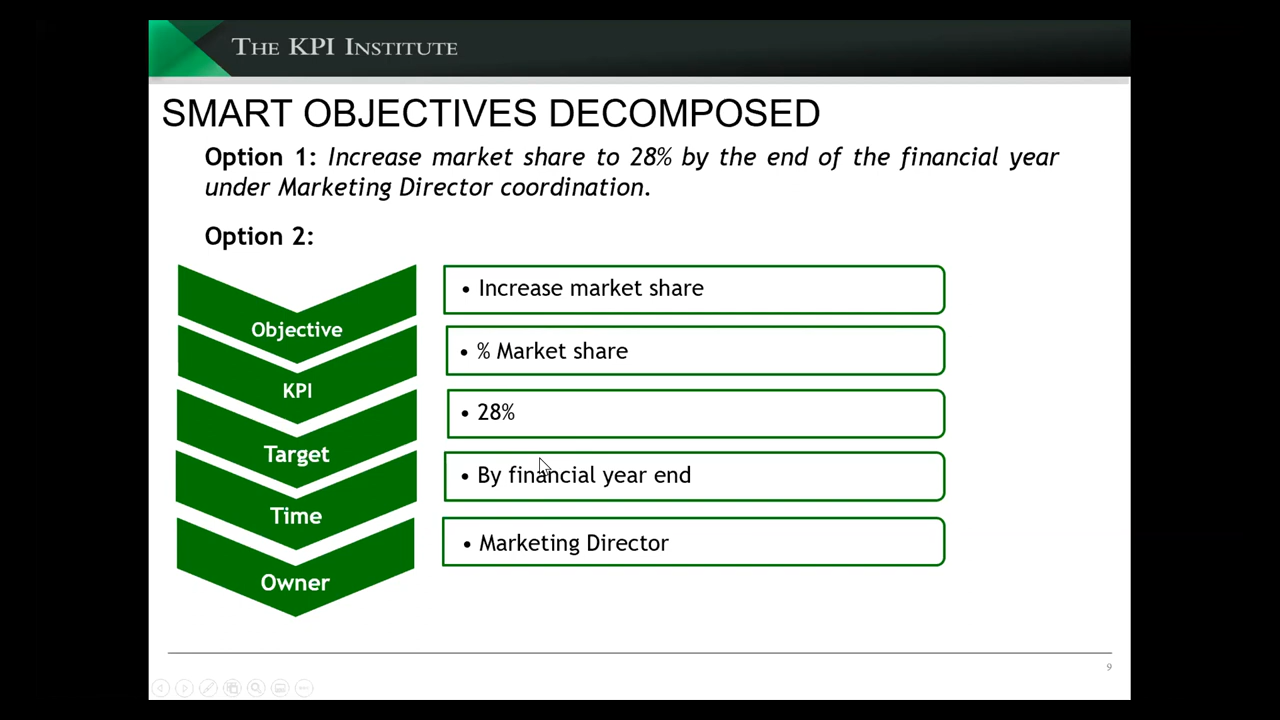 THE KPI INSTITUTE
SMART OBJECTIVES DECOMPOSED
Option 1: Increase market share to 28% by the end of the financial year
under Marketing Director coordination.
Option 2:
Objective
• Increase market share
KPI
• % Market share
Target
• 28%
Time
• By financial year end
Owner
• Marketing Director
9